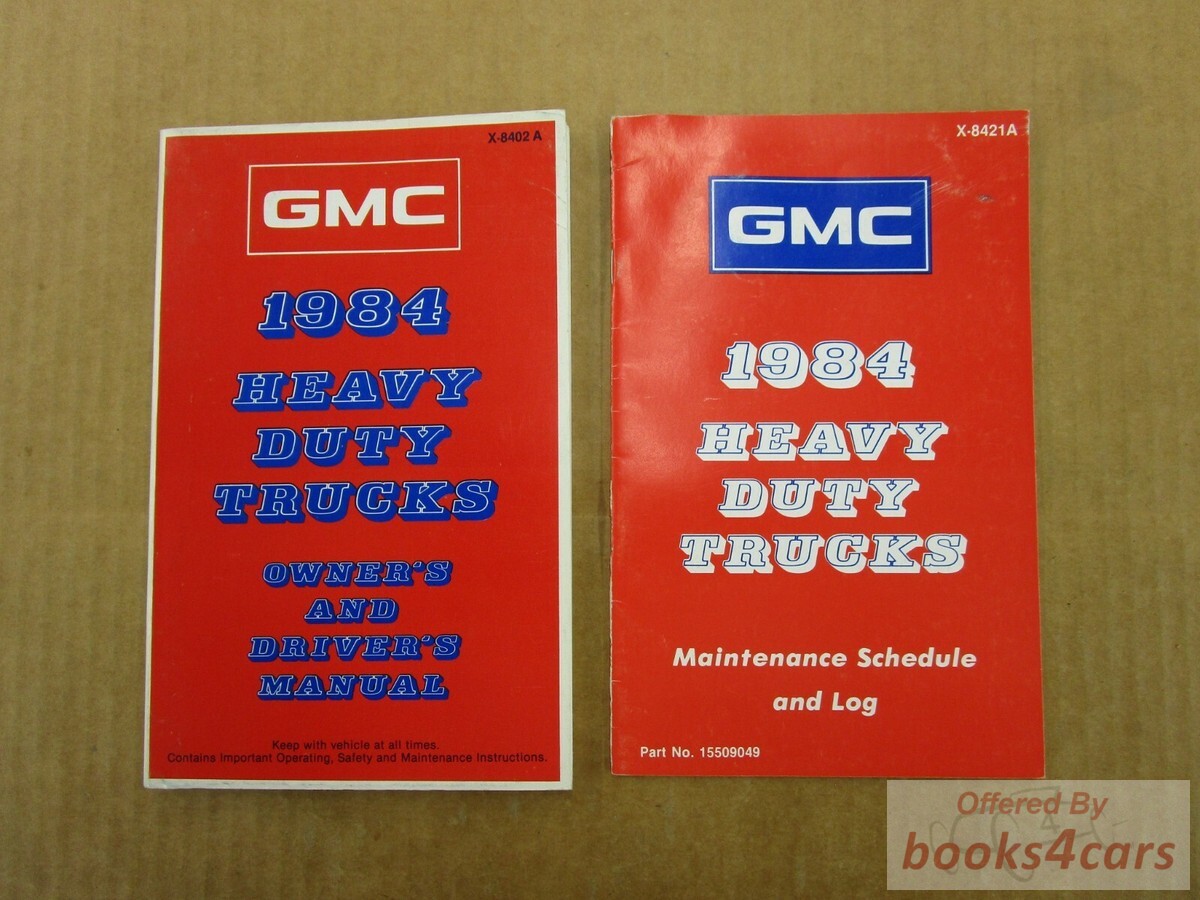 X-8402 A
GMC
1984
HEAVY
DUTY
TRUCKS
OWNER'S
AND
DRIVER'S
MANUAL
Keep with vehicle at all times.
Contains Important Operating, Safety and Maintenance Instructions.
X-8421A
GMC
1984
HEAVY
DUTY
TRUCKS
Maintenance Schedule
and Log
Part No. 15509049
Offered By
books4cars